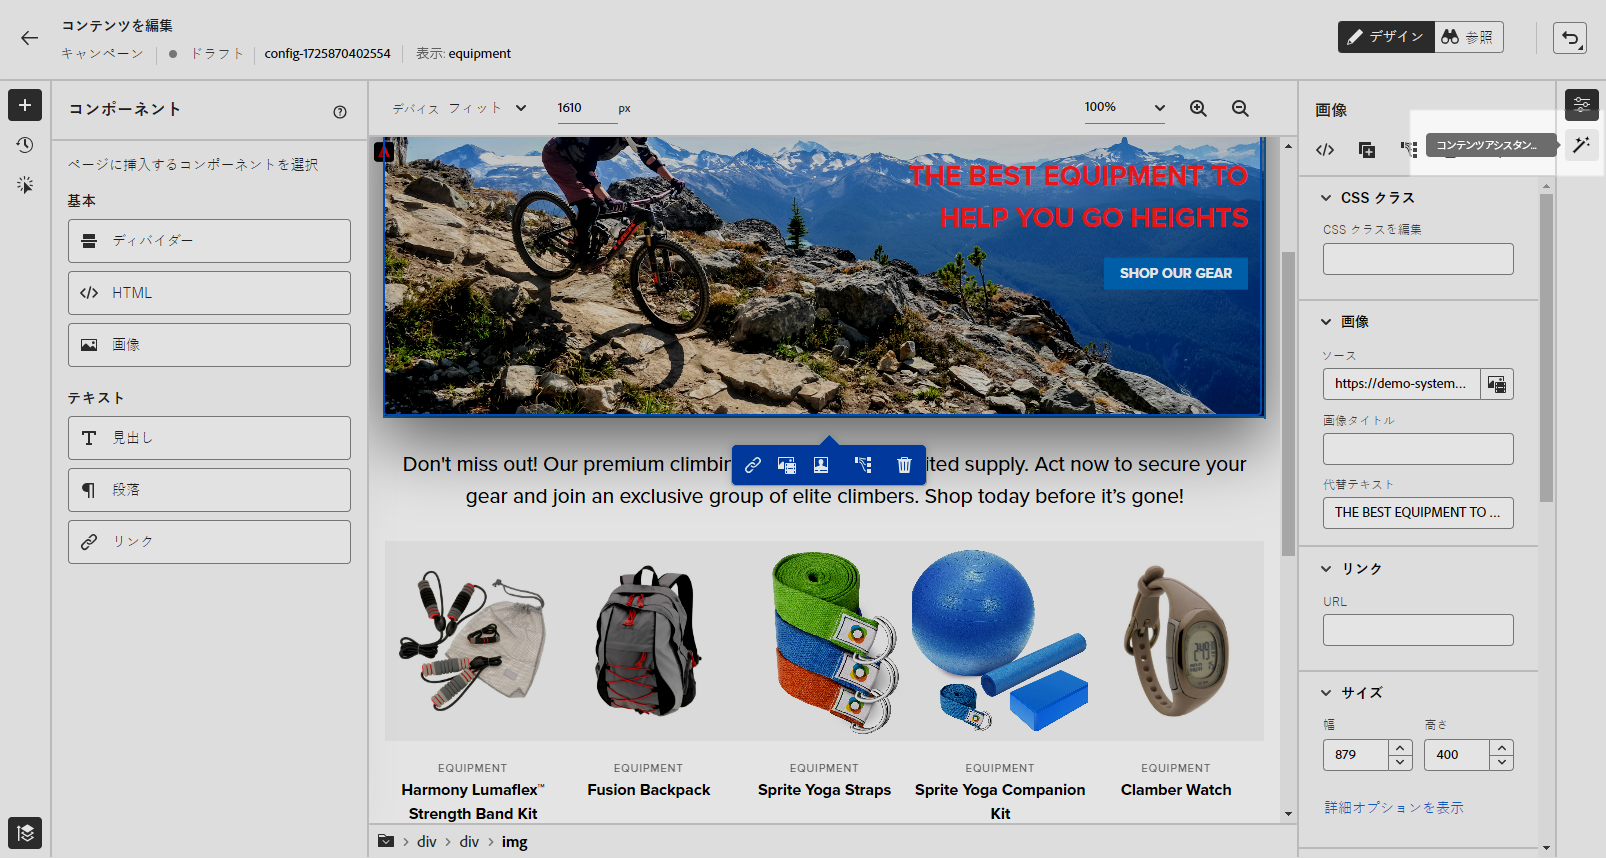 コンテンツを編集
キャンペーン ドラフト config-1725870402554 表示: equipment
デザイン 参照
コンポーネント
ページに挿入するコンポーネントを選択
基本
ディバイダー
HTML
画像
テキスト
見出し
段落
リンク
デバイス フィット 1610 px 100%
THE BEST EQUIPMENT TO
HELP YOU GO HEIGHTS
SHOP OUR GEAR
Don't miss out! Our premium climbin ited supply. Act now to secure your
gear and join an exclusive group of elite climbers. Shop today before it's gone!
EQUIPMENT
Harmony Lumaflex™
Strength Band Kit
EQUIPMENT
Fusion Backpack
EQUIPMENT
Sprite Yoga Straps
EQUIPMENT
Sprite Yoga Companion
Kit
EQUIPMENT
Clamber Watch
div div img
画像
コンテンツアシスタン...
CSS クラス
CSS クラスを編集
画像
ソース
https://demo-system...
画像タイトル
代替テキスト
THE BEST EQUIPMENT TO ...
リンク
URL
サイズ
幅 高さ
879 400
詳細オプションを表示